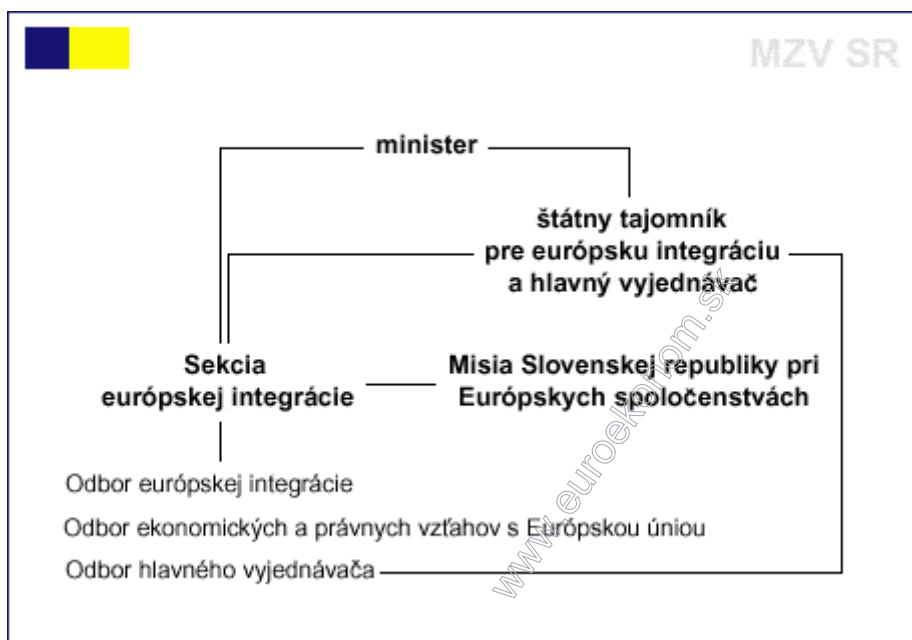 MZV SR
minister
štátny tajomník
pre európsku integráciu
a hlavný vyjednávač
Sekcia
európskej integrácie
Misia Slovenskej republiky pri
Európskych spoločenstvách
Odbor európskej integrácie
Odbor ekonomických a právnych vzťahov s Európskou úniou
Odbor hlavného vyjednávača
www.euroekonom.sk